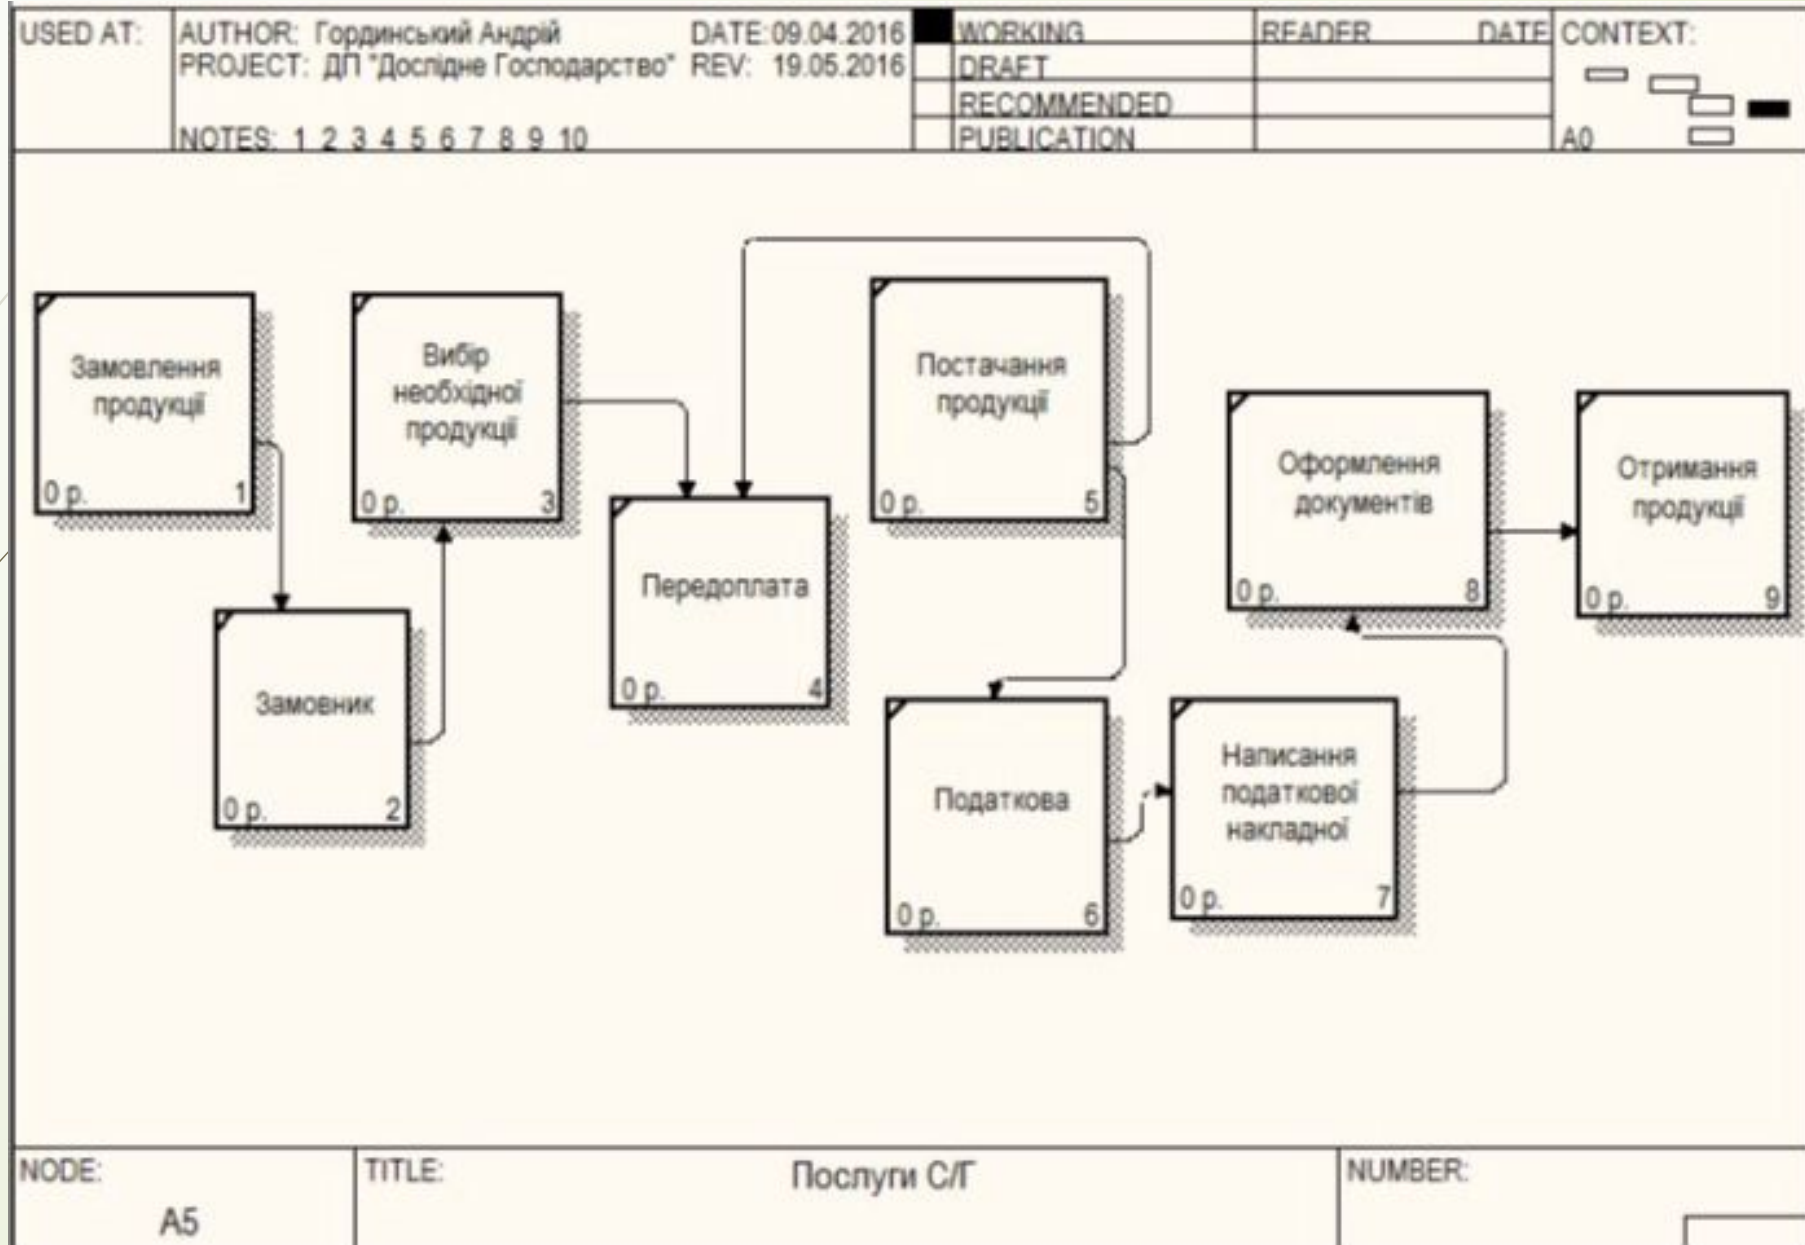 USED AT:
AUTHOR: Гординський Андрій
DATE: 09.04.2016
PROJECT: ДП "Дослідне Господарство"
REV: 19.05.2016
NOTES: 1 2 3 4 5 6 7 8 9 10
WORKING
DRAFT
RECOMMENDED
PUBLICATION
READER
DATE
CONTEXT:
A0
Замовлення
продукції
0 р.
1
Замовник
0 р.
2
Вибір
необхідної
продукції
0 р.
3
Передоплата
0 р.
4
Постачання
продукції
0 р.
5
Податкова
0 р.
6
Написання
податкової
накладної
0 р.
7
Оформлення
документів
0 р.
8
Отримання
продукції
0 р.
9
NODE:
A5
TITLE:
Послуги С/Г
NUMBER: